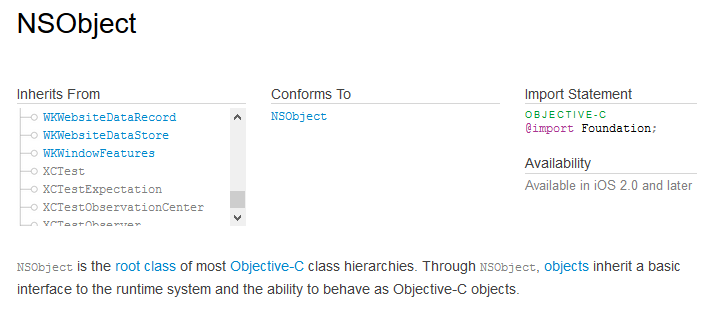 NSObject
Inherits From
WKWebsiteDataRecord
WKWebsiteDataStore
WKWindowFeatures
XCTest
XCTestExpectation
XCTestObservationCenter
XCTestObserver
Conforms To
NSObject
Import Statement
OBJECTIVE-C
@import Foundation;
Availability
Available in iOS 2.0 and later
NSObject is the root class of most Objective-C class hierarchies. Through NSObject, objects inherit a basic
interface to the runtime system and the ability to behave as Objective-C objects.